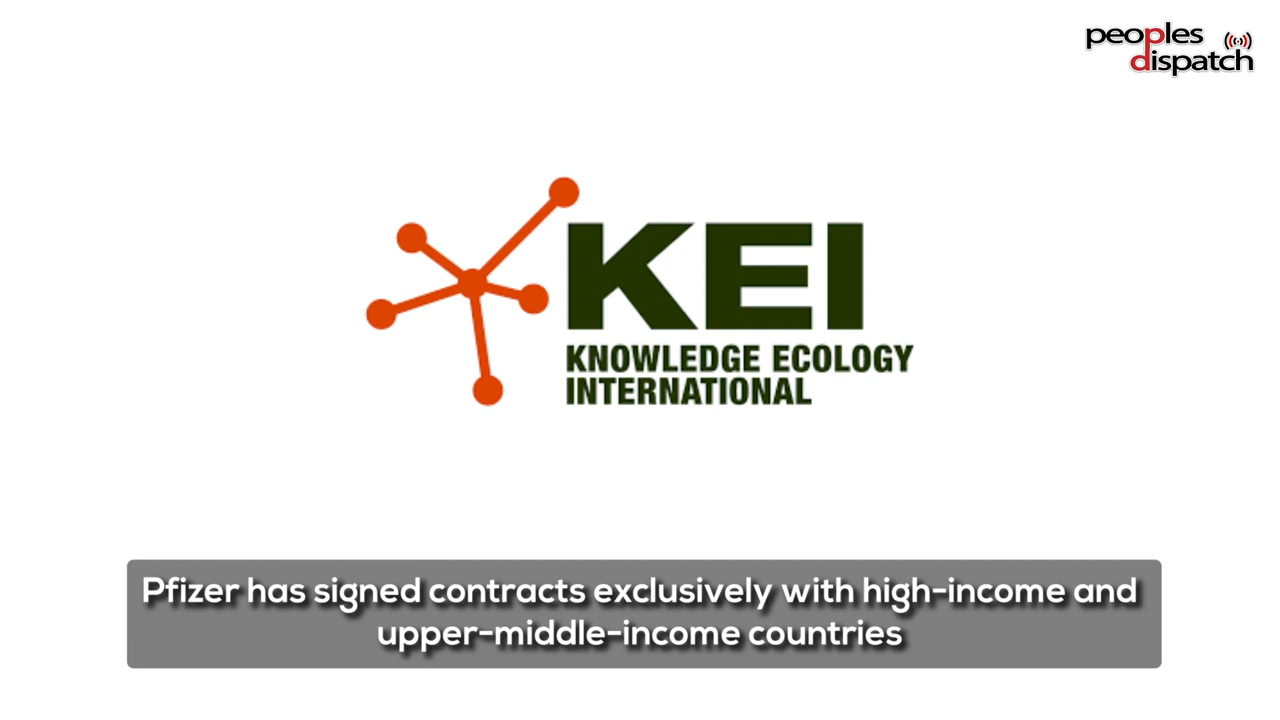 peoples
dispatch
KEI
KNOWLEDGE ECOLOGY
INTERNATIONAL
Pfizer has signed contracts exclusively with high-income and
upper-middle-income countries